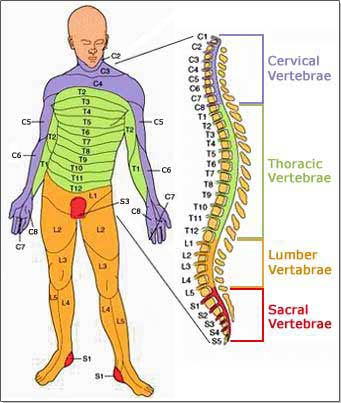 C2
C3
C4
T2
T3
T4
C5
T5
C5
T6
T2
T7
T2
T8
C6
T9
C6
T10
T1
T11
T1
T12
L1
S3
C7
C8
C7
C8
L2
L2
L3
L3
L4
L4
L5
L5
S1
S1
C1
C2
C3
C4
C5
C6
C7
C8
T1
T2
T3
T4
T5
T6
T7
T8
T9
T10
T11
T12
L1
L2
L3
L4
L5
S1
S2
S3
S4
S5
Cervical
Vertebrae
Thoracic
Vertebrae
Lumber
Vertabrae
Sacral
Vertebrae